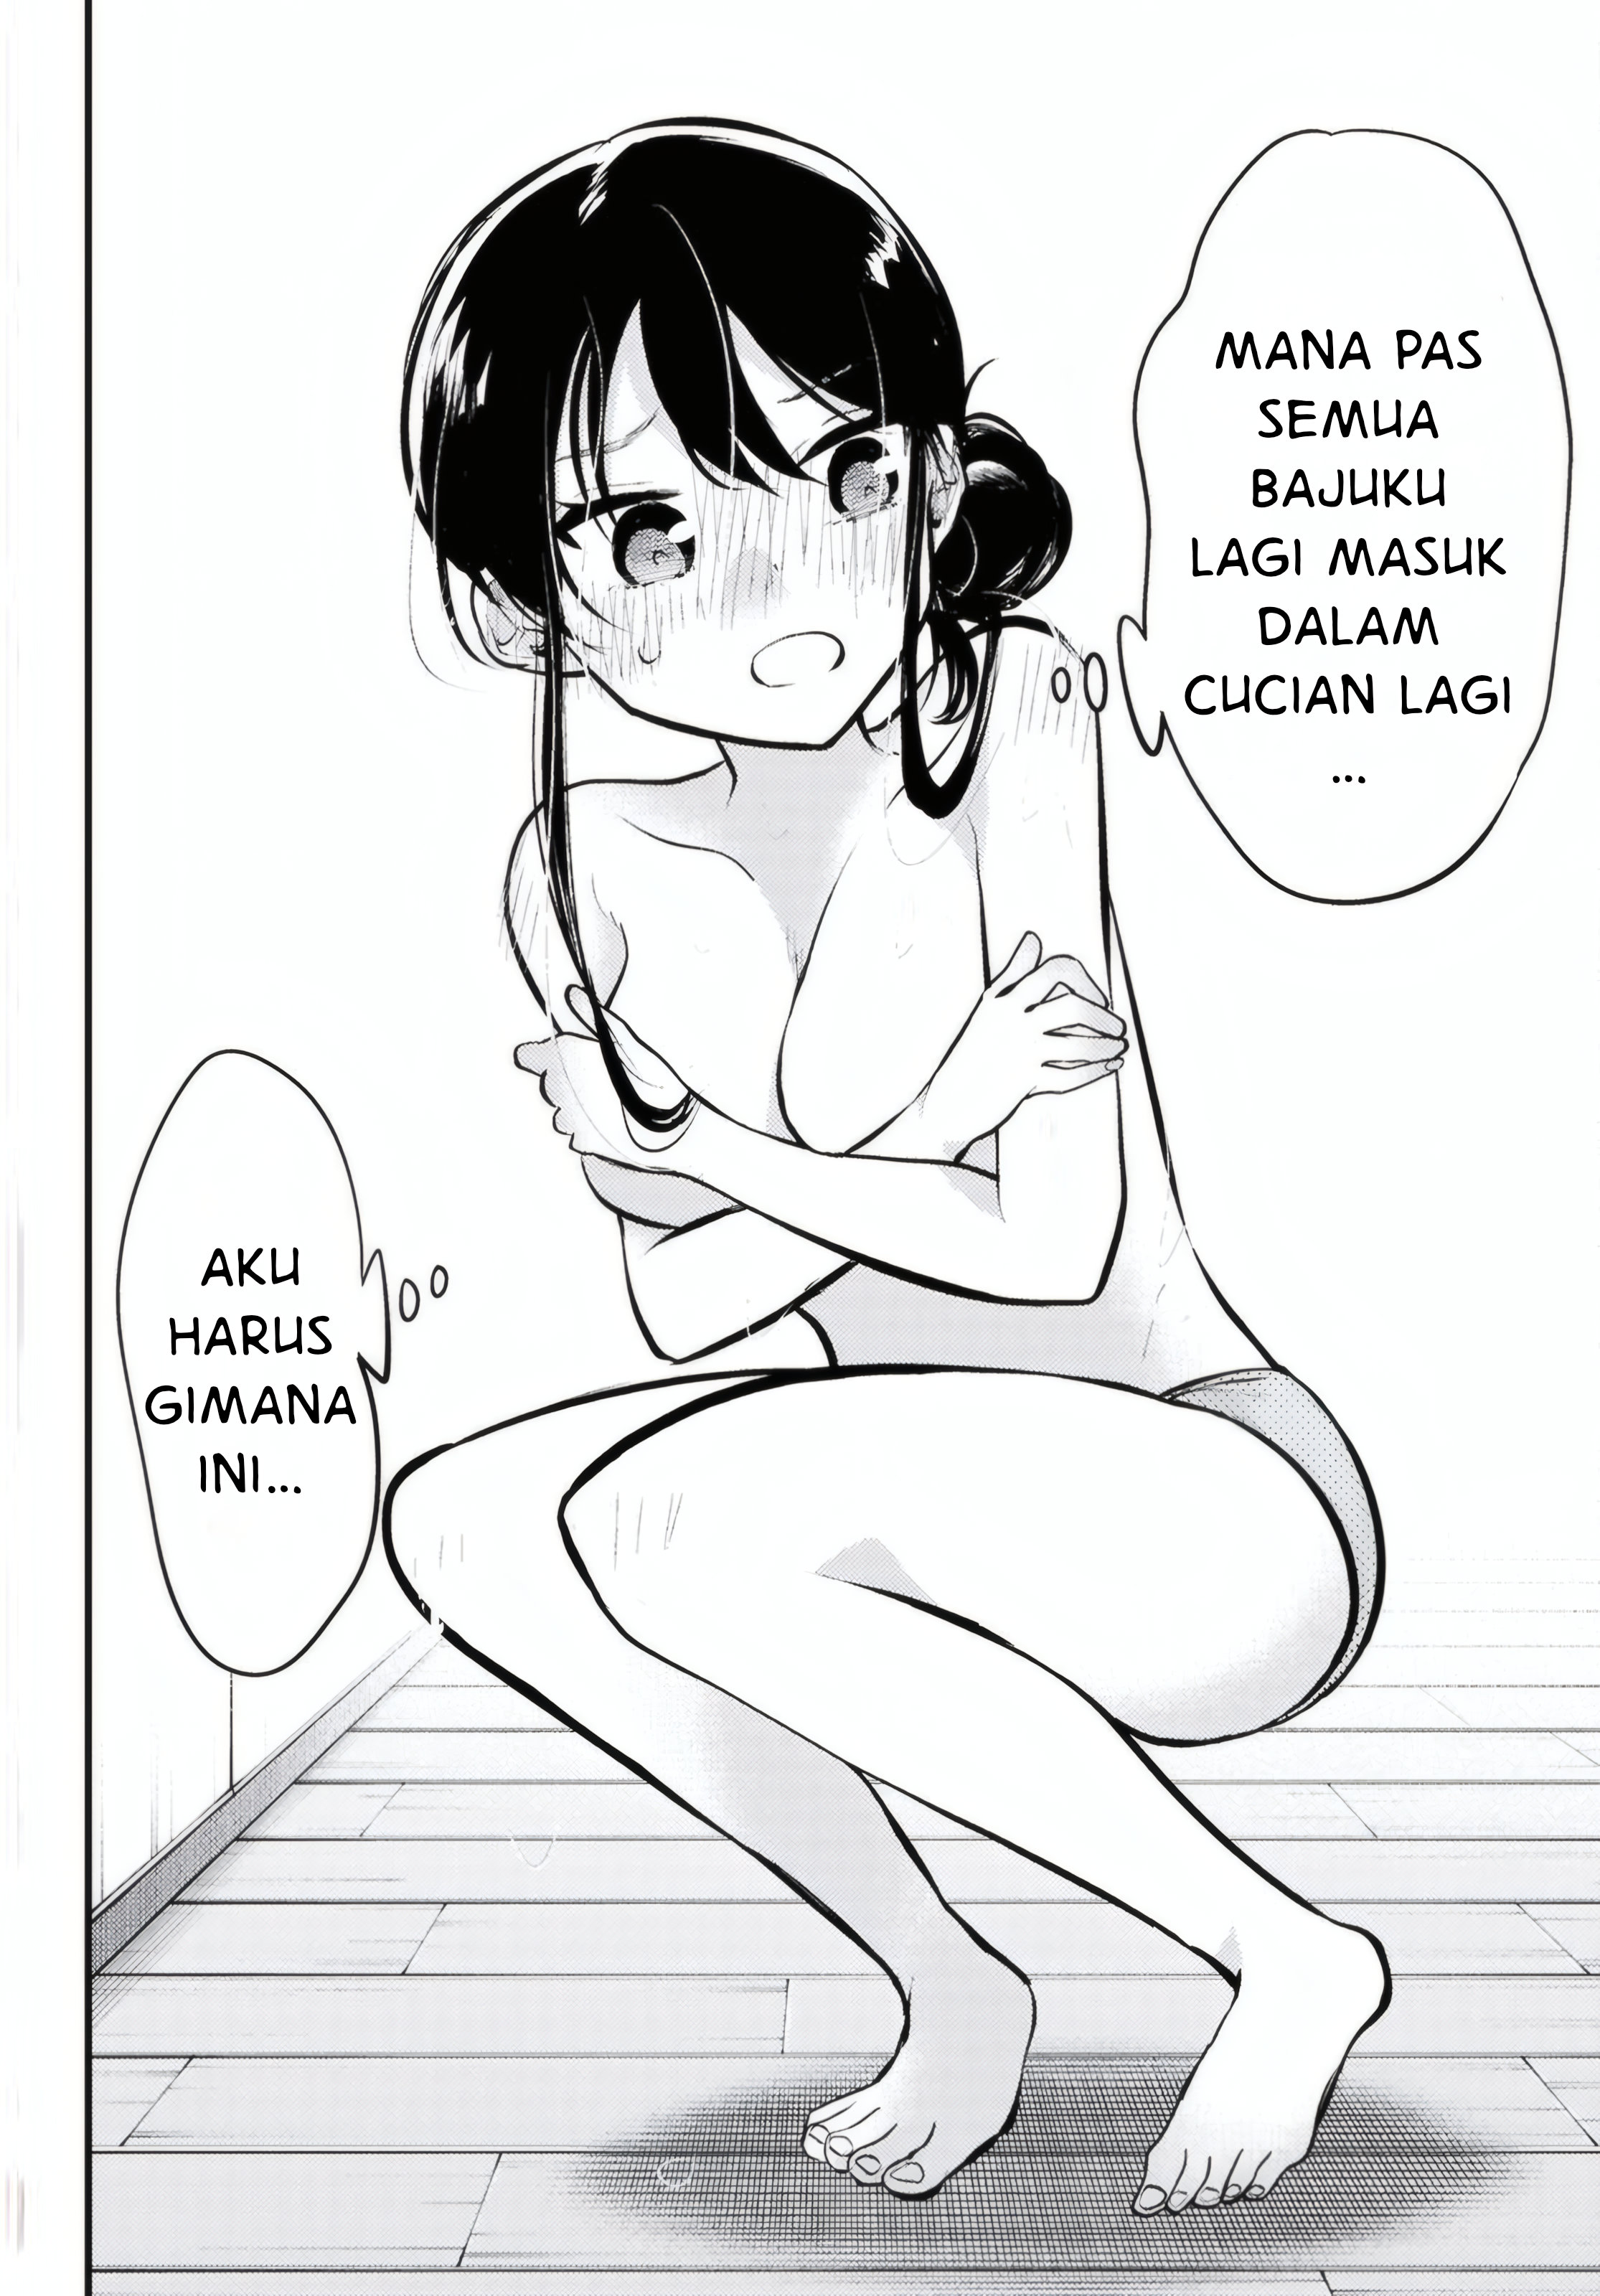 MANA PAS
SEMUA
BAJUKU
LAGI MASUK
DALAM
CUCIAN LAGI
...
AKU
HARUS
GIMANA
INI...